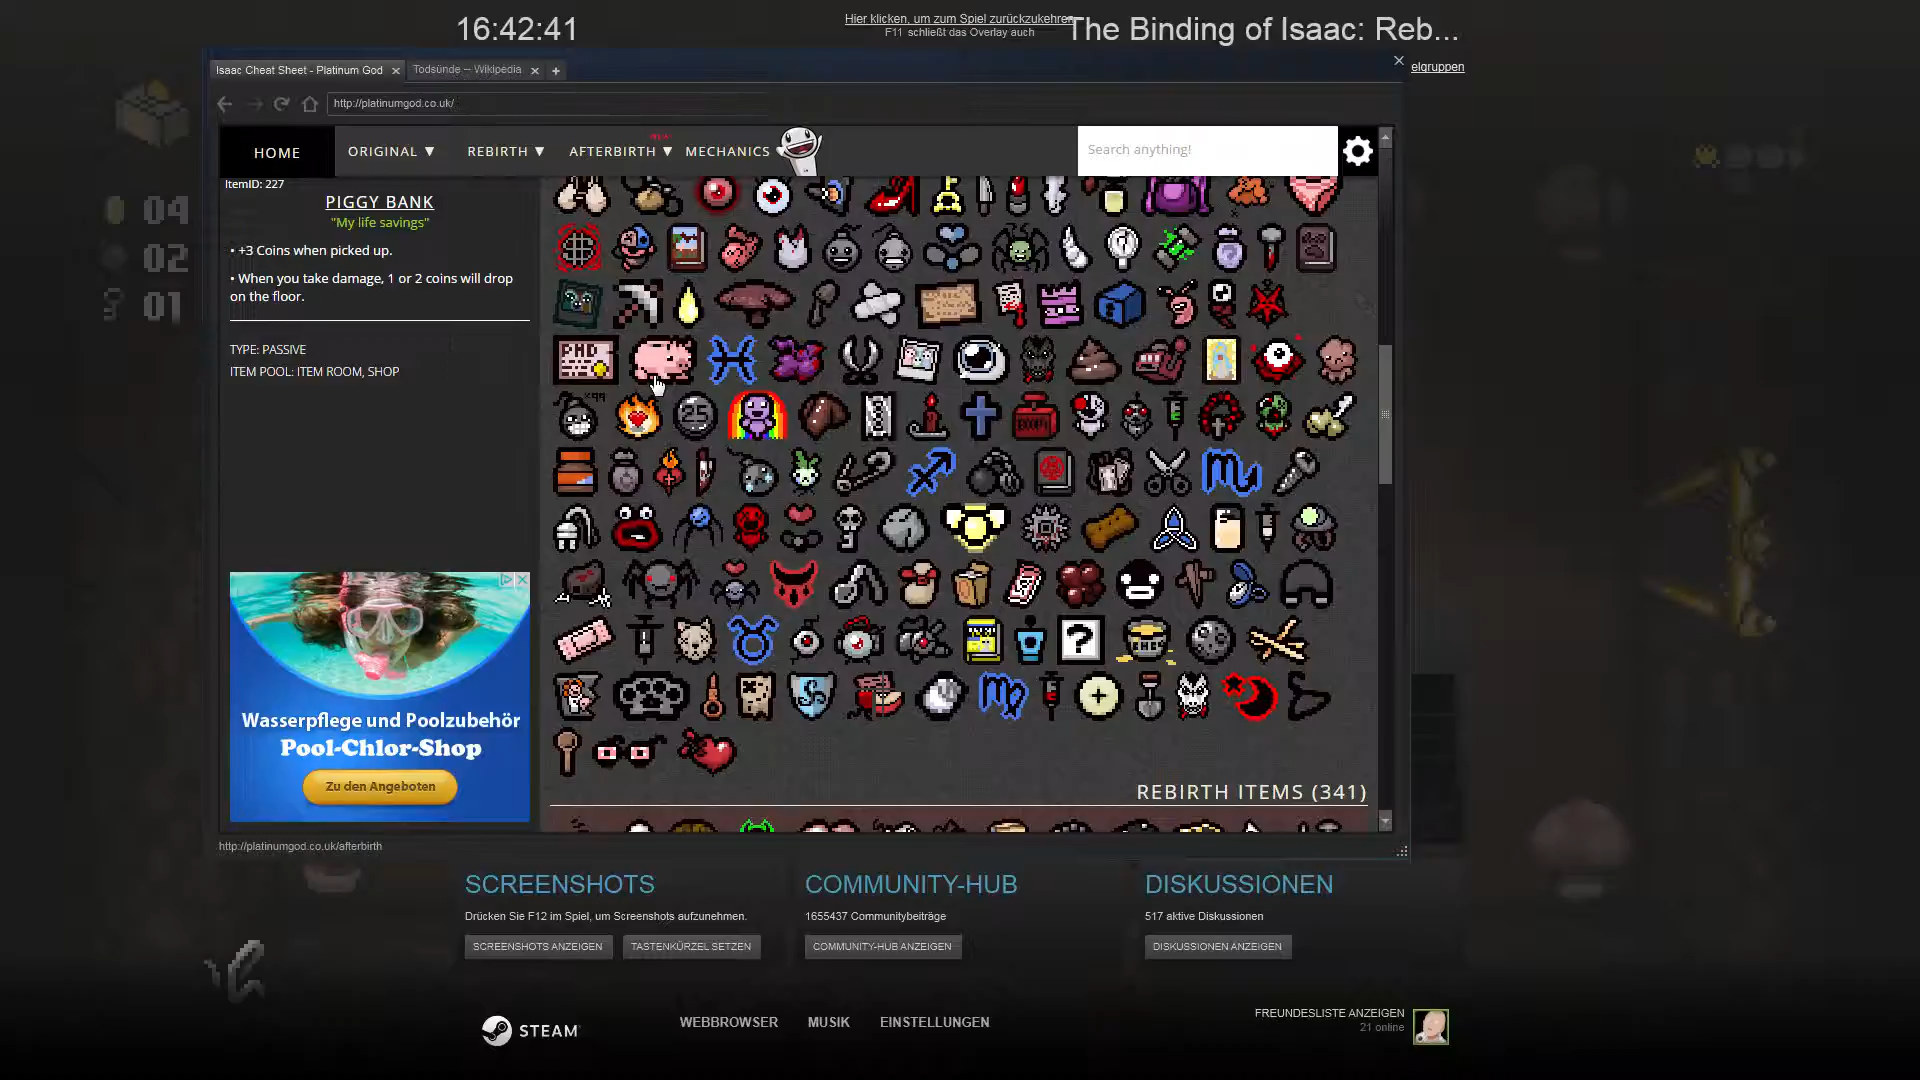 16:42:41
Hier klicken, um zum Spiel zurückzukehren
F11 schließt das Overlay auch
The Binding of Isaac: Reb...
Isaac Cheat Sheet - Platinum God
Todsünde – Wikipedia
elgruppen
http://platinumgod.co.uk/
HOME
ORIGINAL ▼
REBIRTH ▼
AFTERBIRTH ▼
MECHANICS
Search anything!
ItemID: 227
PIGGY BANK
"My life savings"
• +3 Coins when picked up.
• When you take damage, 1 or 2 coins will drop
on the floor.
TYPE: PASSIVE
ITEM POOL: ITEM ROOM, SHOP
04
02
01
PHD
x99
25
BOOM!
?
Wasserpflege und Poolzubehör
Pool-Chlor-Shop
Zu den Angeboten
REBIRTH ITEMS (341)
http://platinumgod.co.uk/afterbirth
SCREENSHOTS
Drücken Sie F12 im Spiel, um Screenshots aufzunehmen.
SCREENSHOTS ANZEIGEN
TASTENKÜRZEL SETZEN
COMMUNITY-HUB
1655437 Communitybeiträge
COMMUNITY-HUB ANZEIGEN
DISKUSSIONEN
517 aktive Diskussionen
DISKUSSIONEN ANZEIGEN
STEAM
WEBBROWSER
MUSIK
EINSTELLUNGEN
FREUNDESLISTE ANZEIGEN
21 online